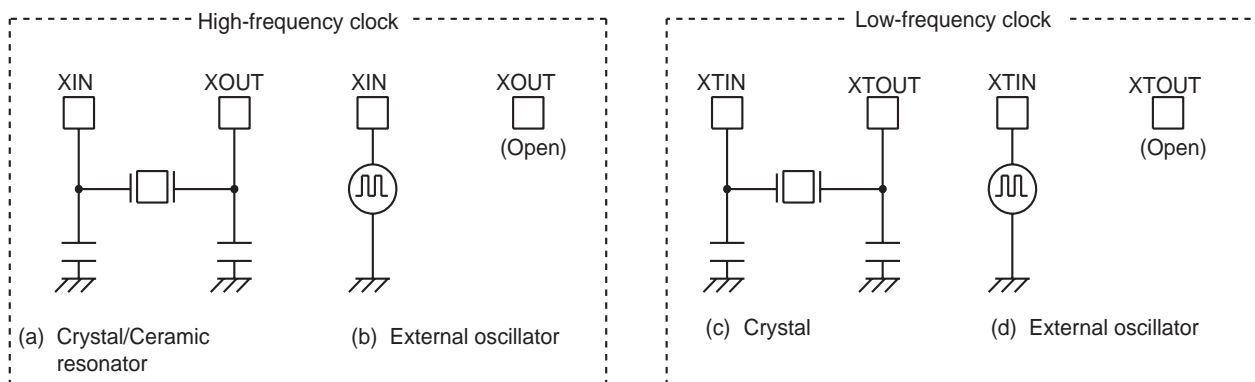 High-frequency clock
XIN
XOUT
XIN
XOUT
(Open)
(a) Crystal/Ceramic
resonator
(b) External oscillator
Low-frequency clock
XTIN
XTOUT
XTIN
XTOUT
(Open)
(c) Crystal
(d) External oscillator